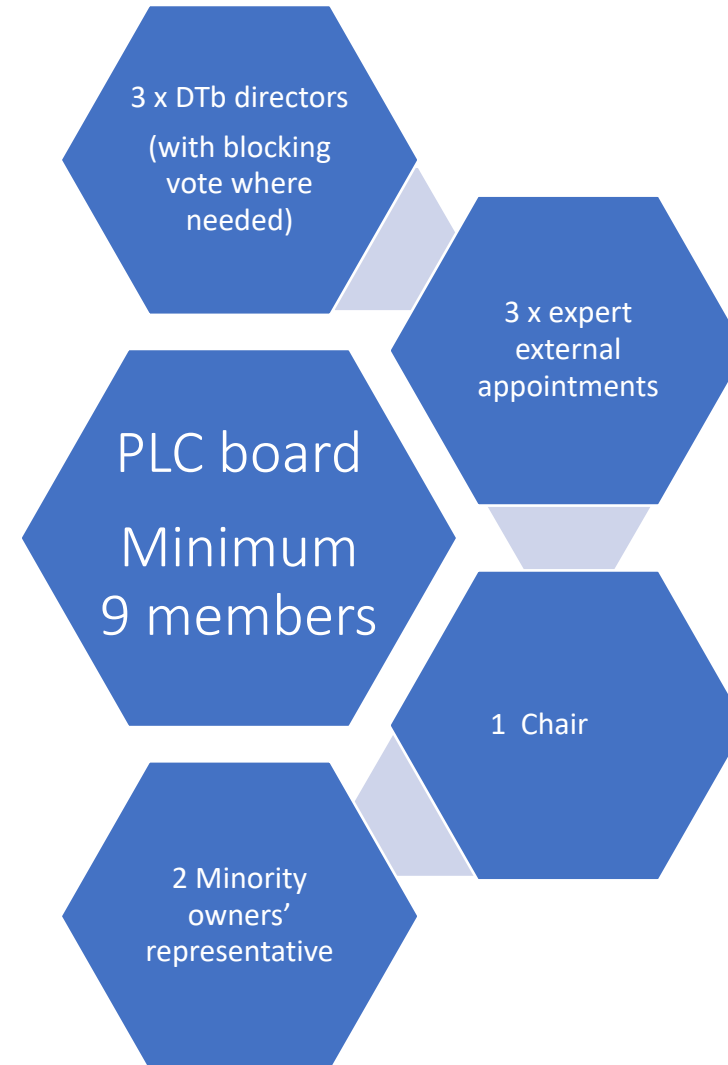 3 x DTb directors
(with blocking
vote where
needed)
3 x expert
external
appointments
PLC board
Minimum
9 members
1 Chair
2 Minority
owners’
representative